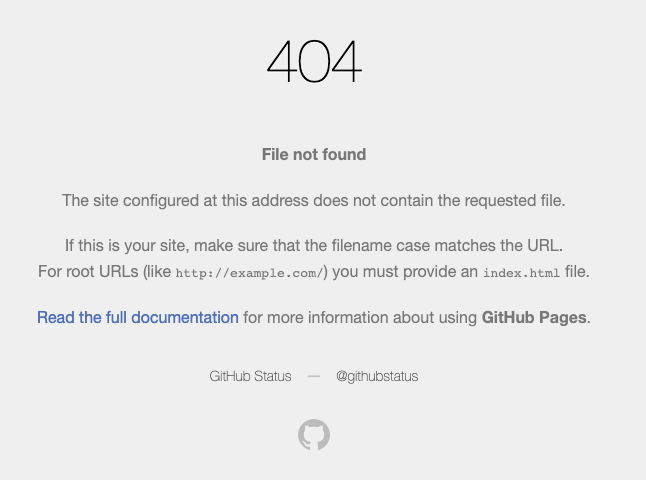 404
File not found
The site configured at this address does not contain the requested file.
If this is your site, make sure that the filename case matches the URL.
For root URLs (like http://example.com/) you must provide an index.html file.
Read the full documentation for more information about using GitHub Pages.
GitHub Status — @githubstatus